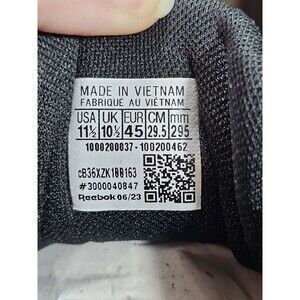 MADE IN VIETNAM
FABRIQUÉ AU VIÊTNAM
USA UK EUR CM mm
11½ 10½ 45 29.5 295
1000200037-100200462
cB36XZK100163
#3000040847
Reebok 06/23